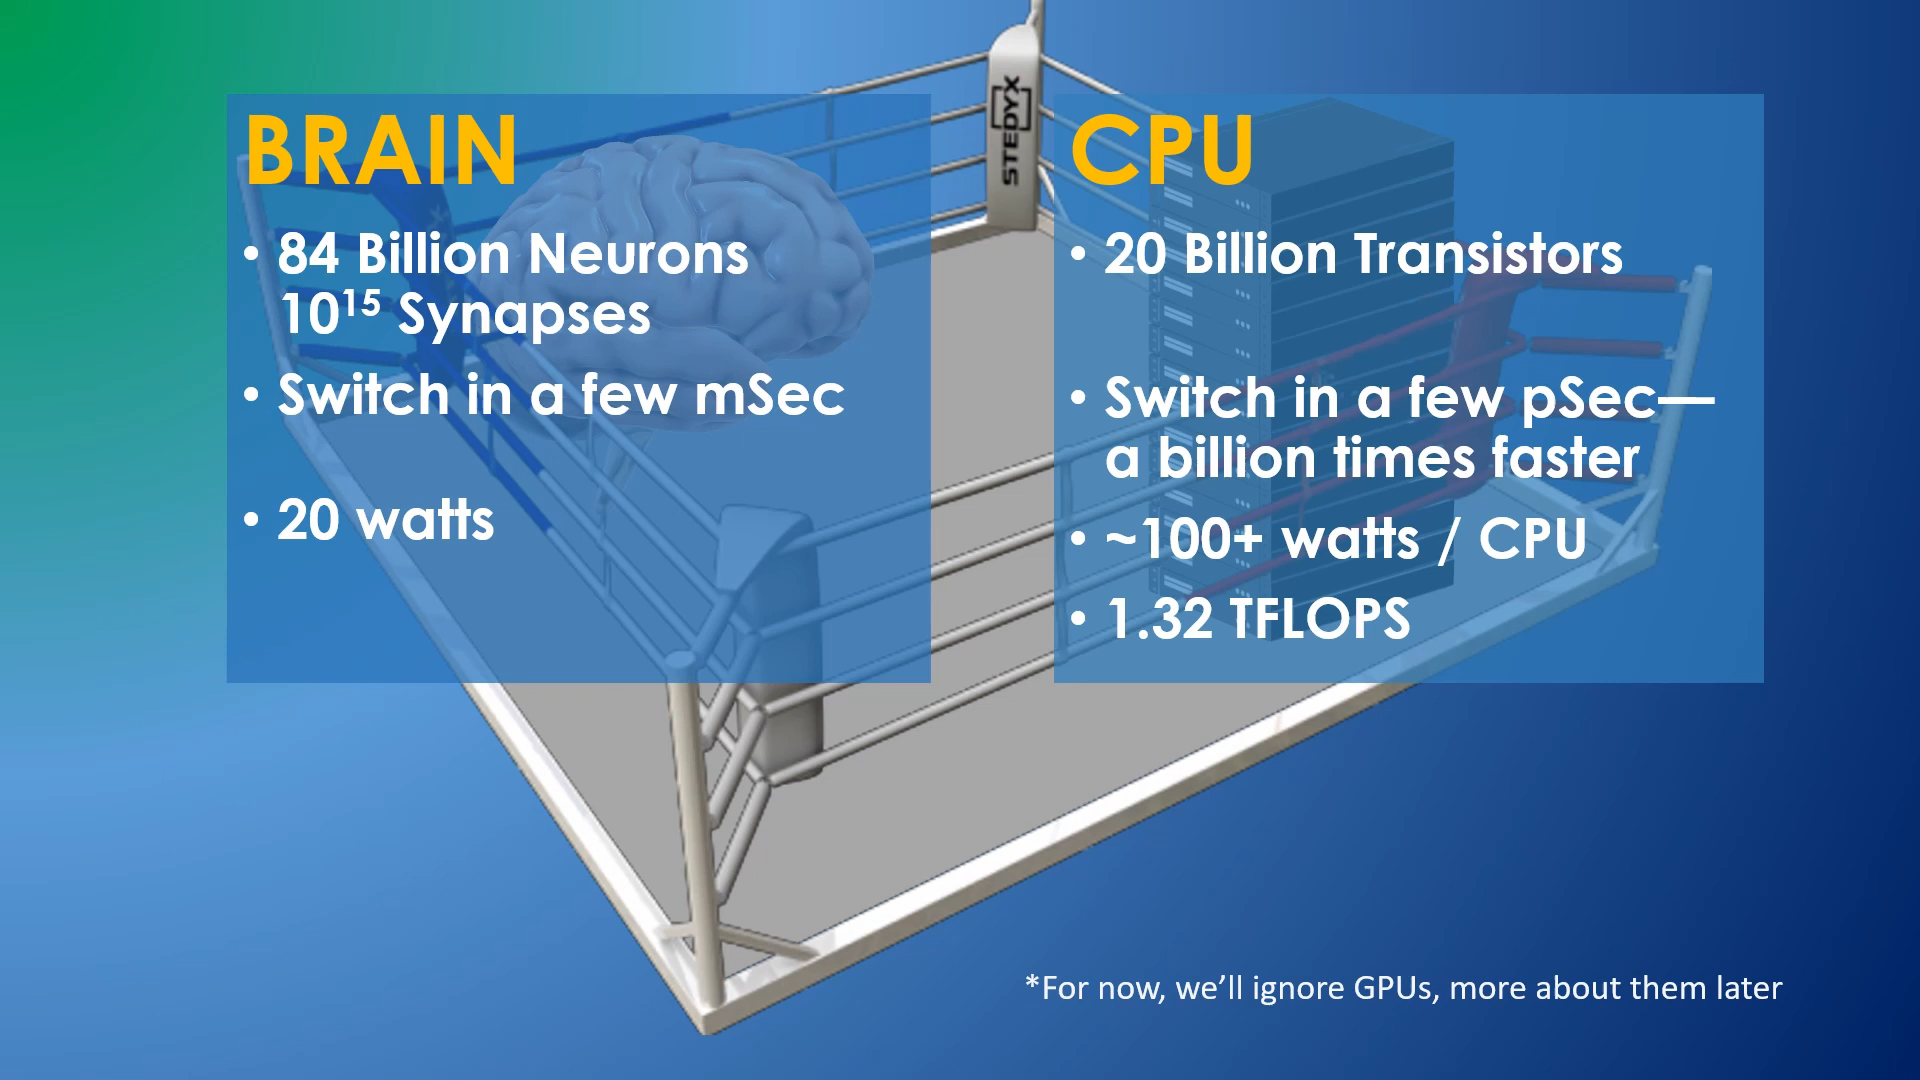 BRAIN
• 84 Billion Neurons
10¹⁵ Synapses
• Switch in a few mSec
• 20 watts
STEDYX
CPU
• 20 Billion Transistors
• Switch in a few pSec—
a billion times faster
• ~100+ watts / CPU
• 1.32 TFLOPS
*For now, we’ll ignore GPUs, more about them later